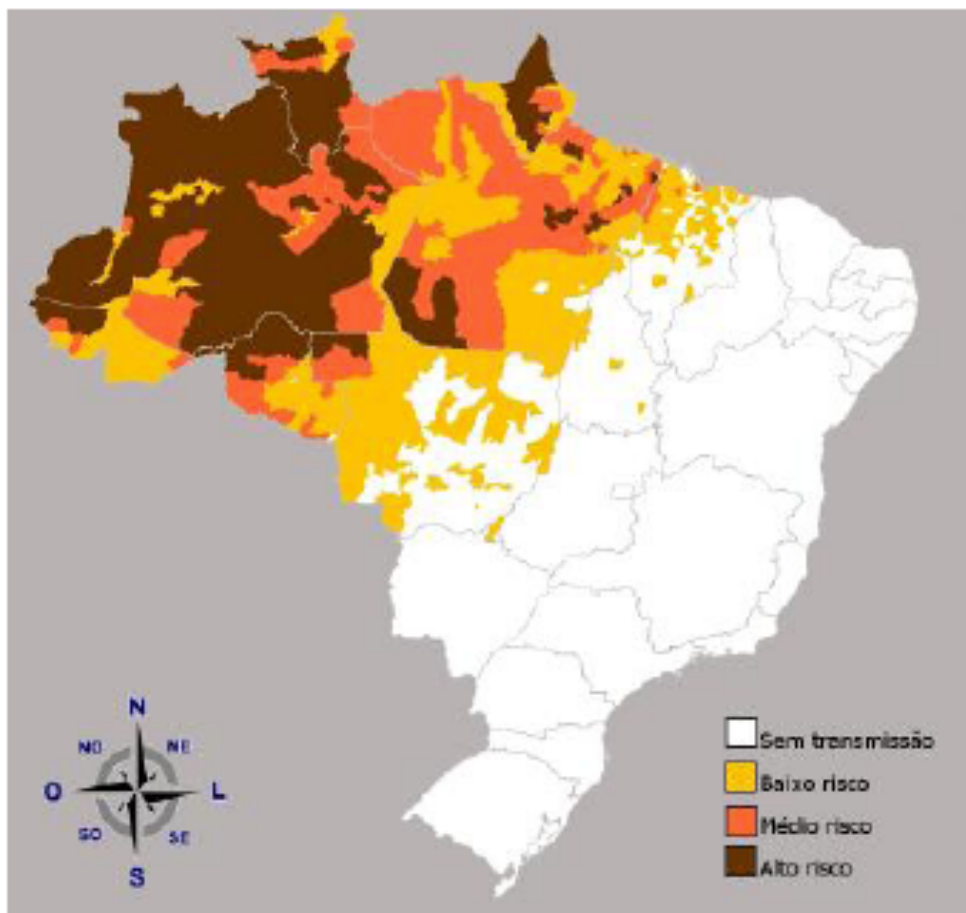 N
NO NE
O L
SO SE
S
Sem transmissão
Baixo risco
Médio risco
Alto risco